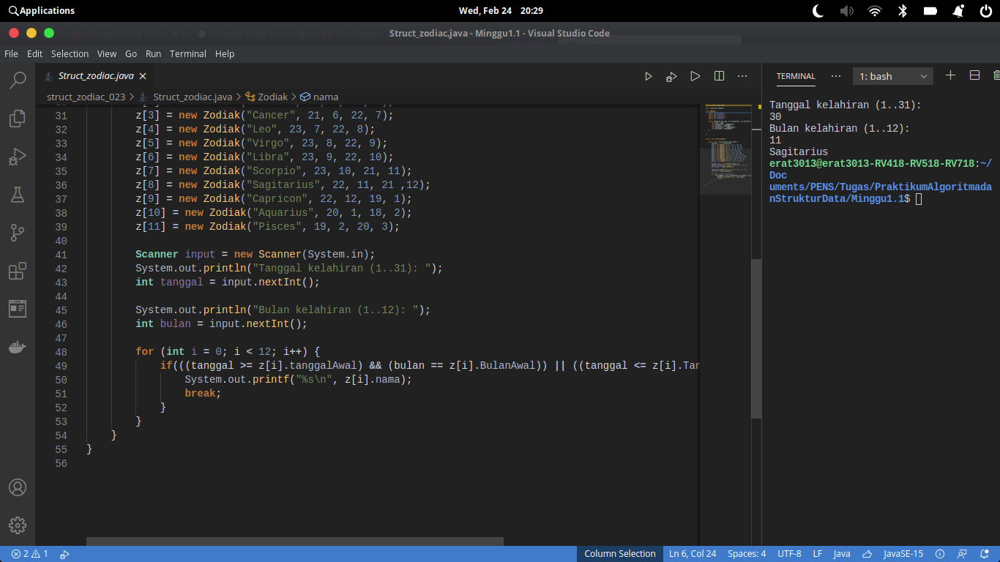 Applications
Wed, Feb 24 20:29
Struct_zodiac.java - Minggu1.1 - Visual Studio Code
File Edit Selection View Go Run Terminal Help
Struct_zodiac.java
struct_zodiac_023 > Struct_zodiac.java > Zodiak > nama
31 z[3] = new Zodiak("Cancer", 21, 6, 22, 7);
32 z[4] = new Zodiak("Leo", 23, 7, 22, 8);
33 z[5] = new Zodiak("Virgo", 23, 8, 22, 9);
34 z[6] = new Zodiak("Libra", 23, 9, 22, 10);
35 z[7] = new Zodiak("Scorpio", 23, 10, 21, 11);
36 z[8] = new Zodiak("Sagitarius", 22, 11, 21 ,12);
37 z[9] = new Zodiak("Capricon", 22, 12, 19, 1);
38 z[10] = new Zodiak("Aquarius", 20, 1, 18, 2);
39 z[11] = new Zodiak("Pisces", 19, 2, 20, 3);
40
41 Scanner input = new Scanner(System.in);
42 System.out.println("Tanggal kelahiran (1..31): ");
43 int tanggal = input.nextInt();
44
45 System.out.println("Bulan kelahiran (1..12): ");
46 int bulan = input.nextInt();
47
48 for (int i = 0; i < 12; i++) {
49 if(((tanggal >= z[i].tanggalAwal) && (bulan == z[i].BulanAwal)) || ((tanggal <= z[i].Tan
50 System.out.printf("%s\n", z[i].nama);
51 break;
52 }
53 }
54 }
55 }
56
TERMINAL ··· 1: bash
Tanggal kelahiran (1..31):
30
Bulan kelahiran (1..12):
11
Sagitarius
erat3013@erat3013-RV418-RV518-RV718:~/
Doc
uments/PENS/Tugas/PraktikumAlgoritmada
nStrukturData/Minggu1.1$
2 1 Column Selection Ln 6, Col 24 Spaces: 4 UTF-8 LF Java JavaSE-15